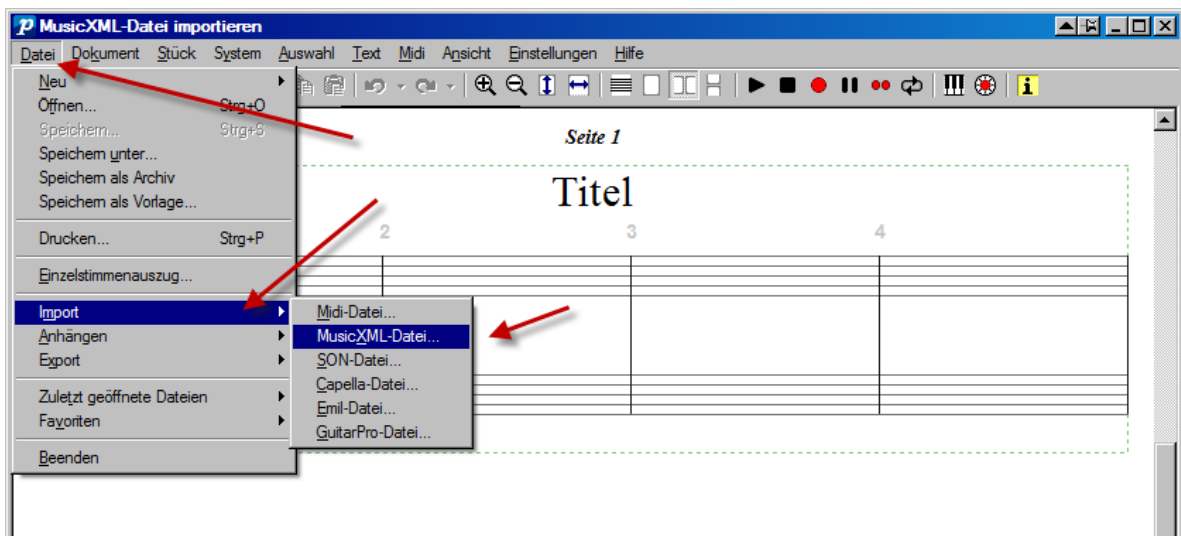 MusicXML-Datei importieren
Datei Dokument Stück System Auswahl Text Midi Ansicht Einstellungen Hilfe
Neu
Öffnen... Strg+O
Speichern... Strg+S
Speichern unter...
Speichern als Archiv
Speichern als Vorlage...
Drucken... Strg+P
Einzelstimmenauszug...
Import
Anhängen
Export
Zuletzt geöffnete Dateien
Favoriten
Beenden
Midi-Datei...
MusicXML-Datei...
SON-Datei...
Capella-Datei...
Emil-Datei...
GuitarPro-Datei...
Seite 1
Titel
2 3 4